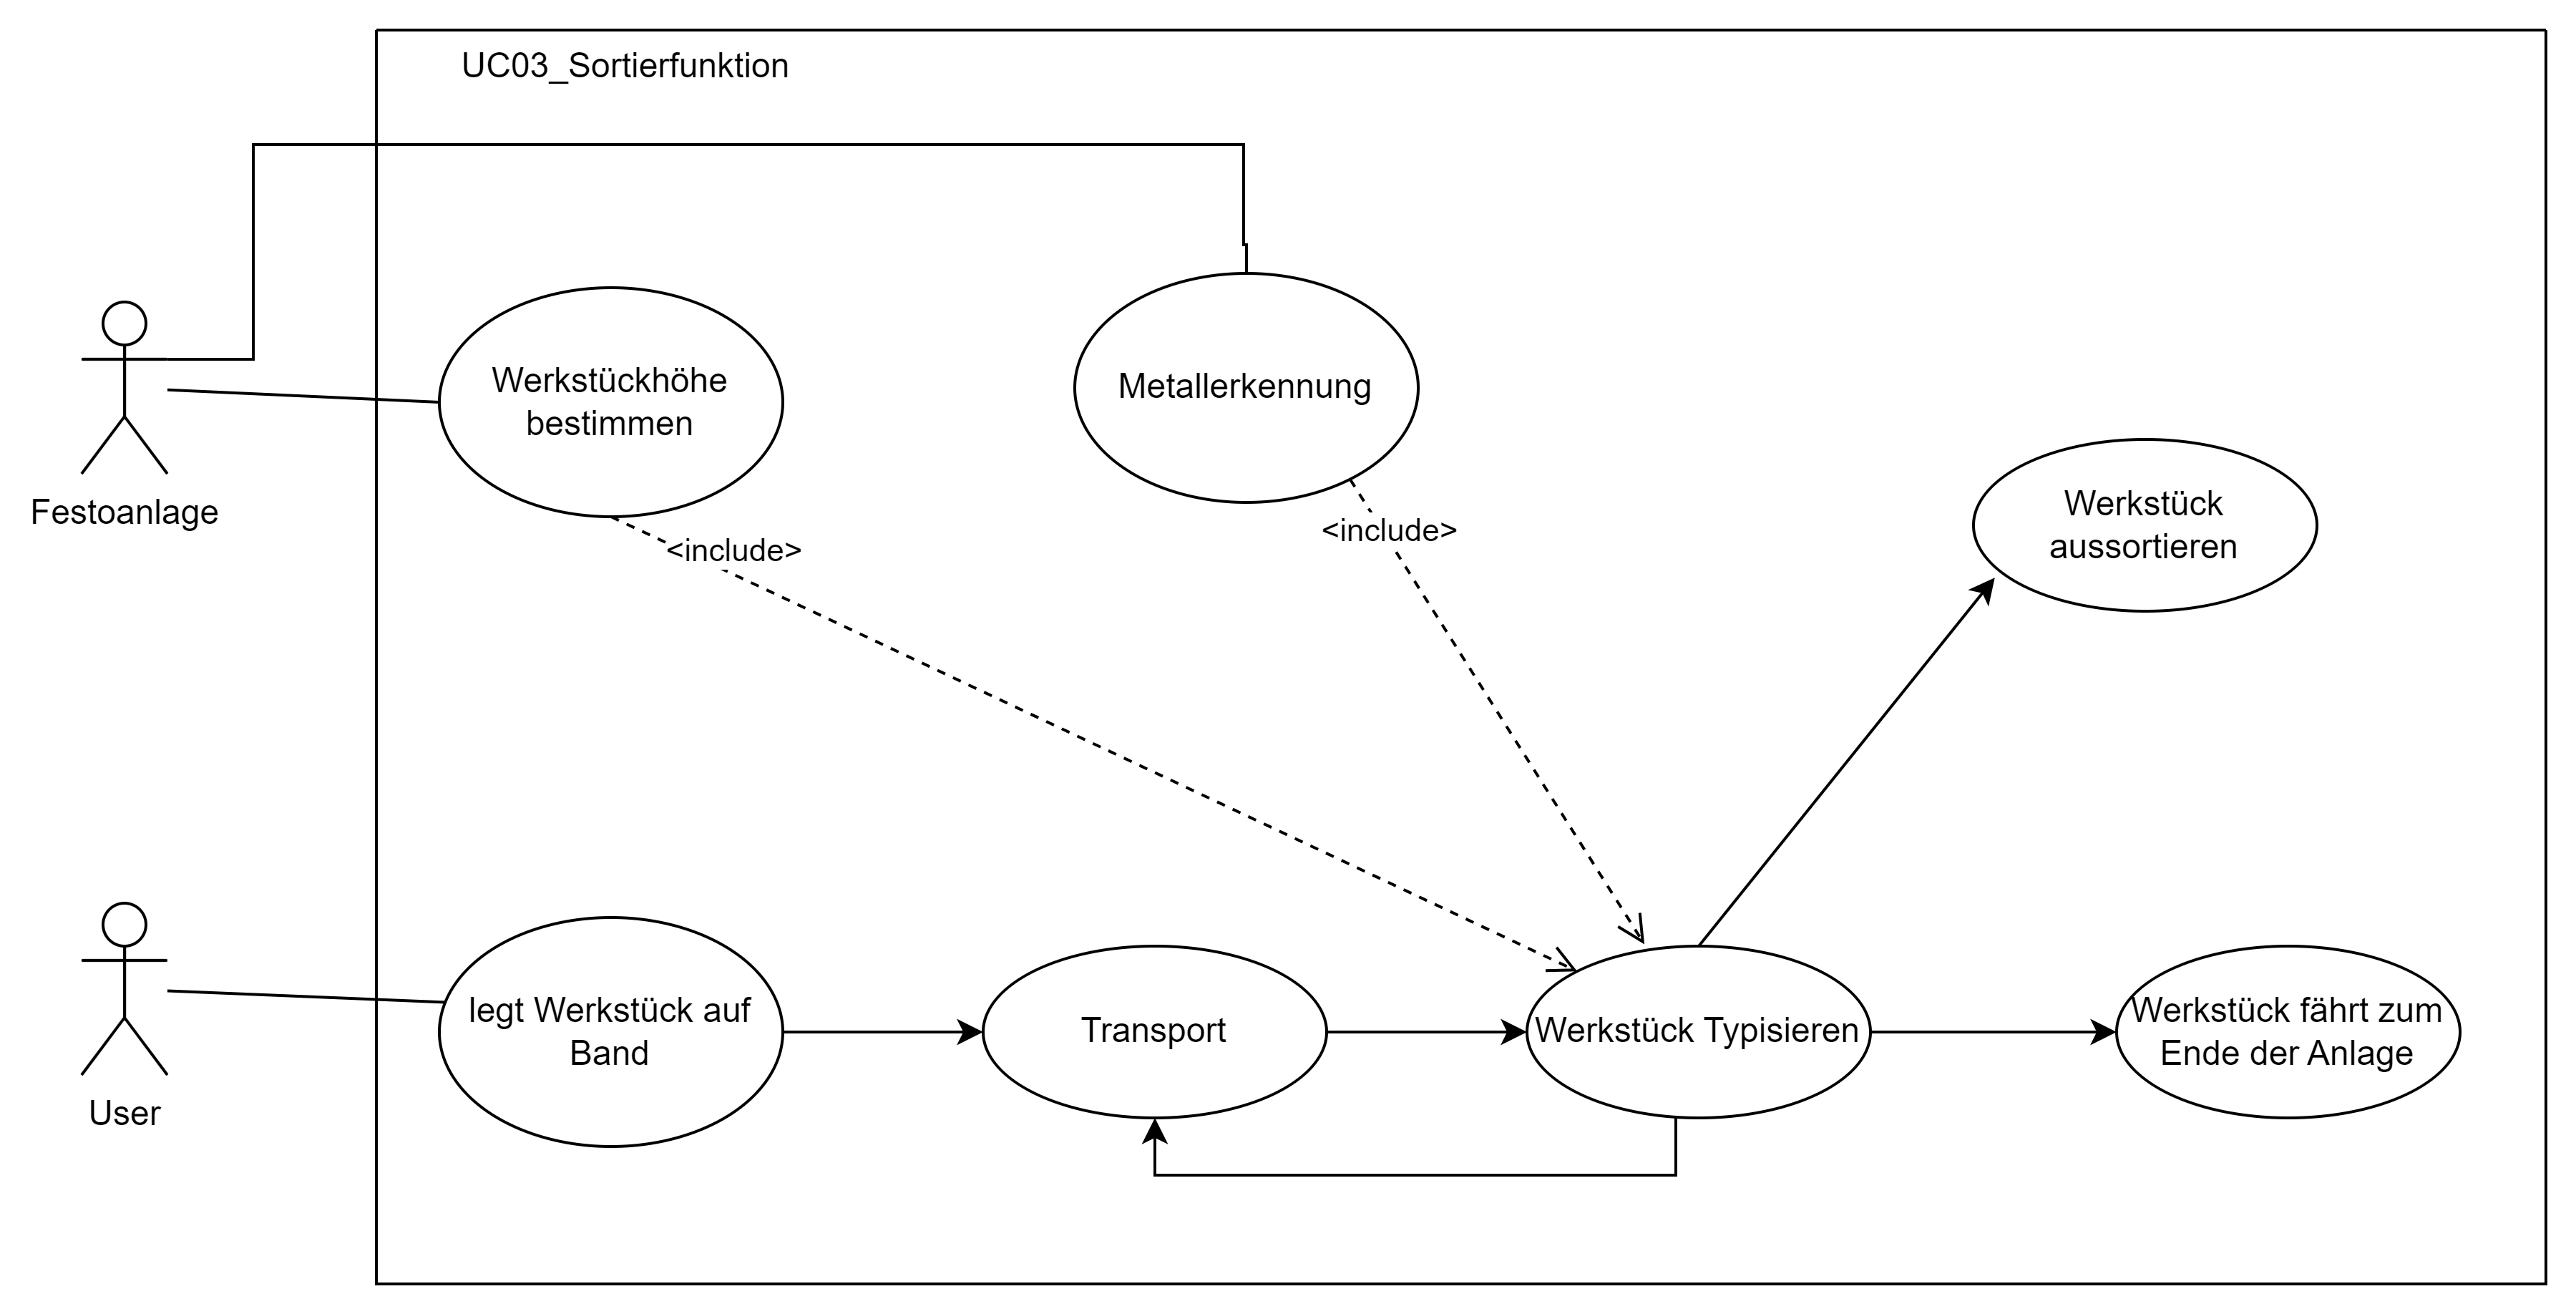 UC03_Sortierfunktion
Werkstückhöhe
bestimmen
Metallerkennung
Festoanlage
<include>
<include>
Werkstück
aussortieren
legt Werkstück auf
Band
Transport
Werkstück Typisieren
Werkstück fährt zum
Ende der Anlage
User